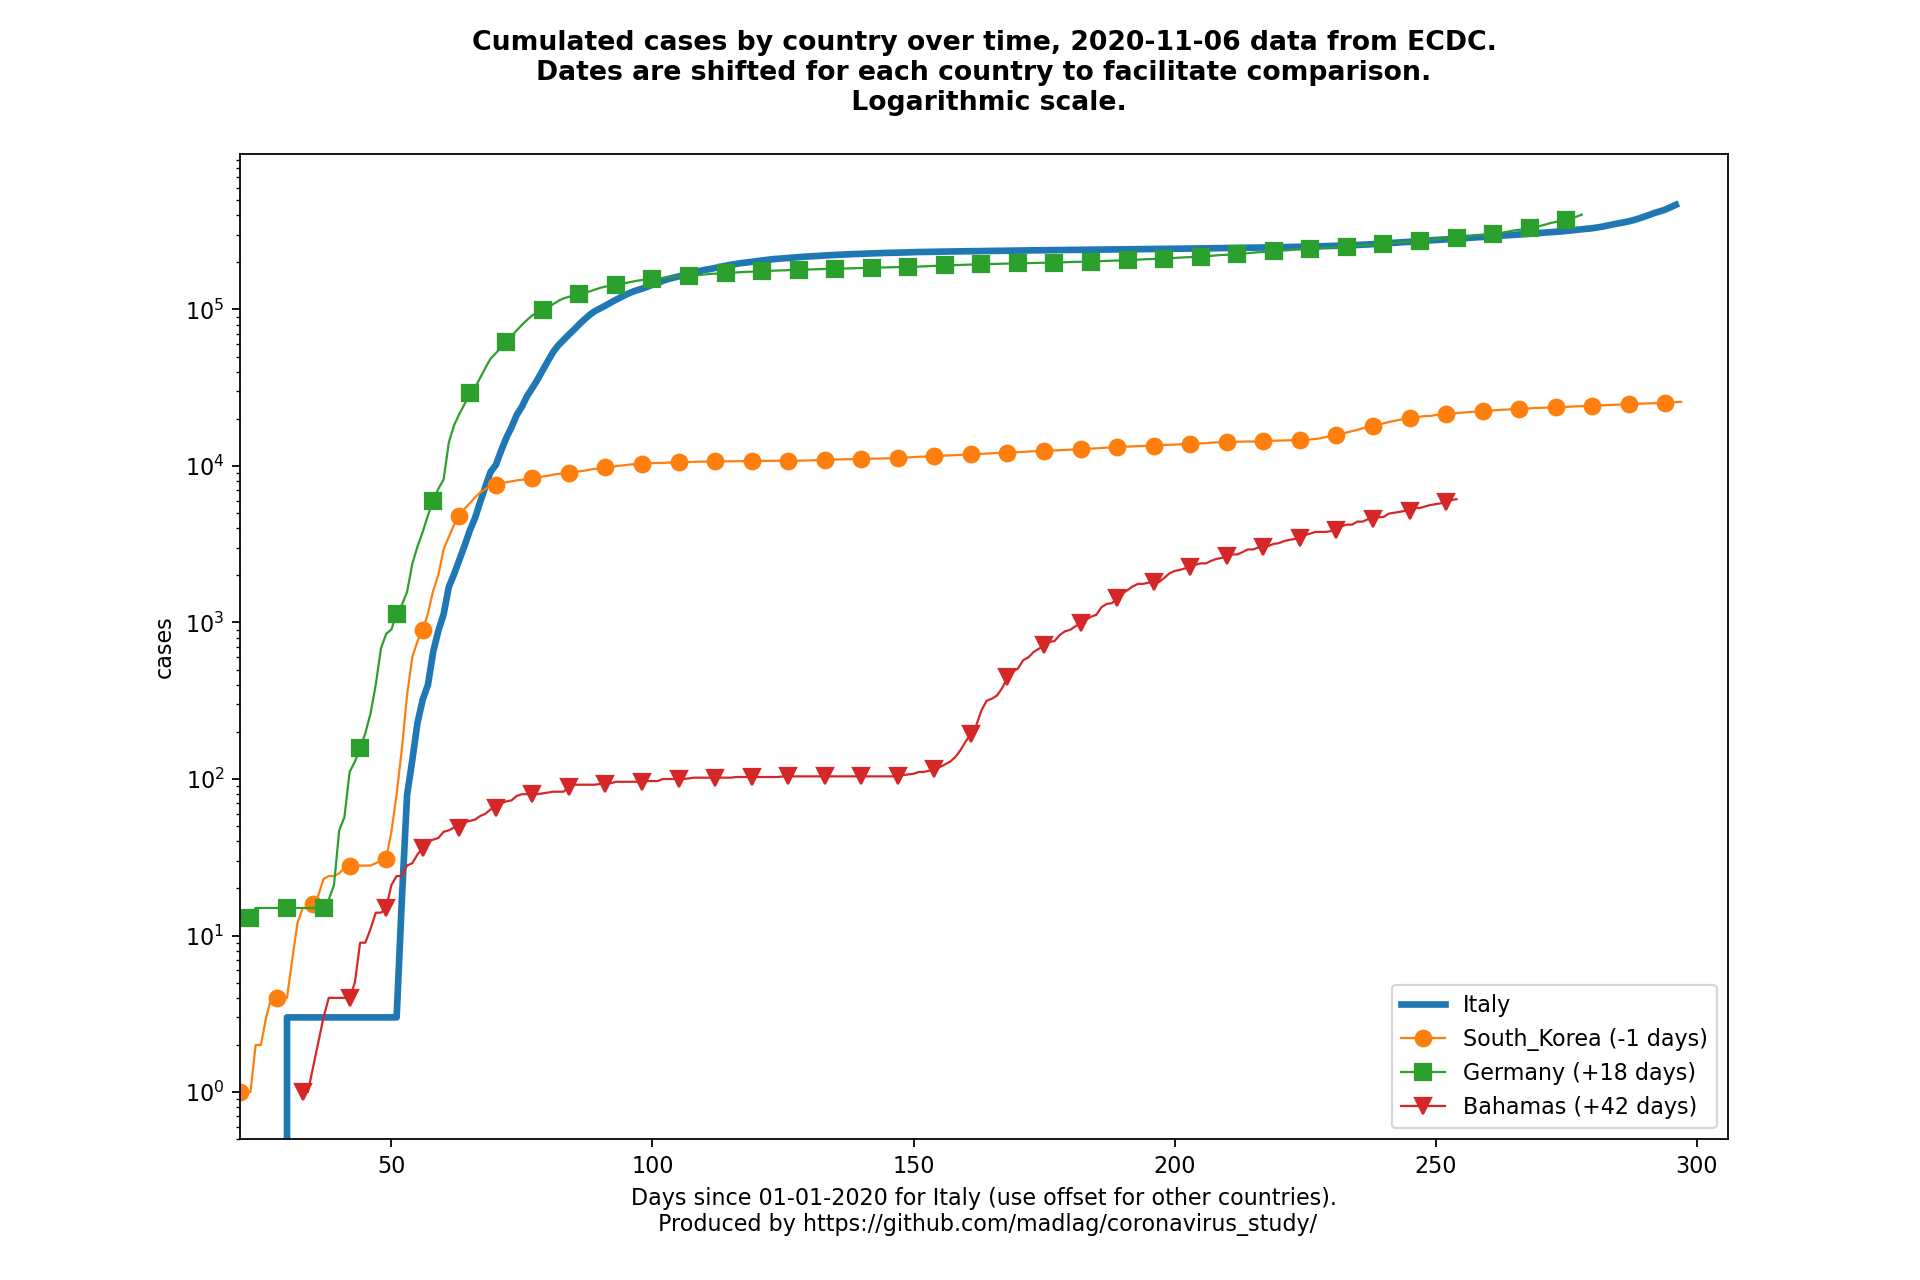 Cumulated cases by country over time, 2020-11-06 data from ECDC.
Dates are shifted for each country to facilitate comparison.
Logarithmic scale.
cases
10^5
10^4
10^3
10^2
10^1
10^0
50 100 150 200 250 300
Italy
South_Korea (-1 days)
Germany (+18 days)
Bahamas (+42 days)
Days since 01-01-2020 for Italy (use offset for other countries).
Produced by https://github.com/madlag/coronavirus_study/